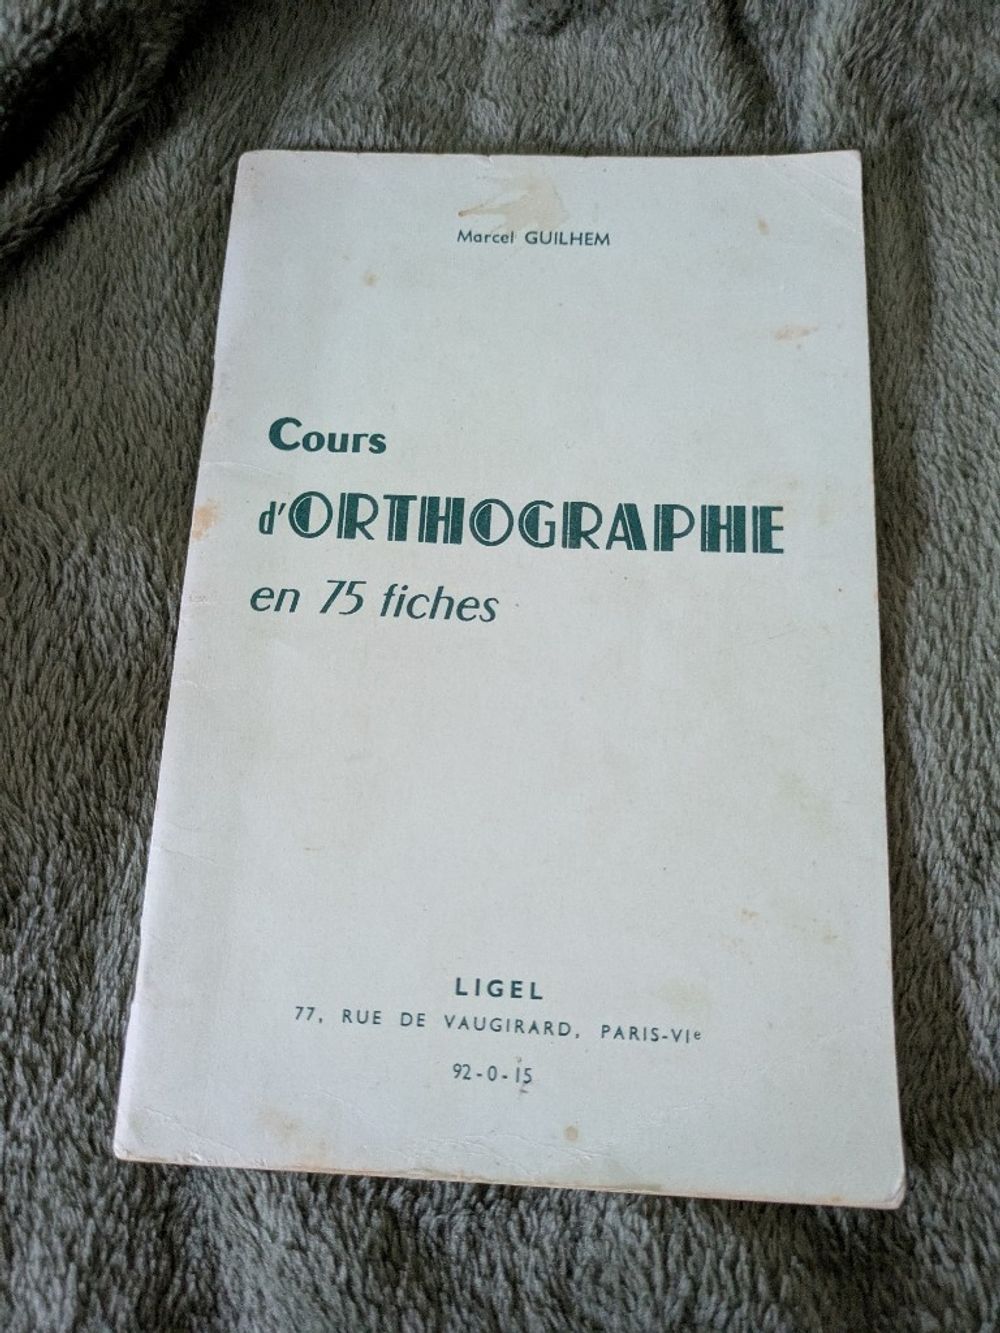 Marcel GUILHEM
Cours
d'ORTHOGRAPHE
en 75 fiches
LIGEL
77, RUE DE VAUGIRARD, PARIS-VIe
92-0-15